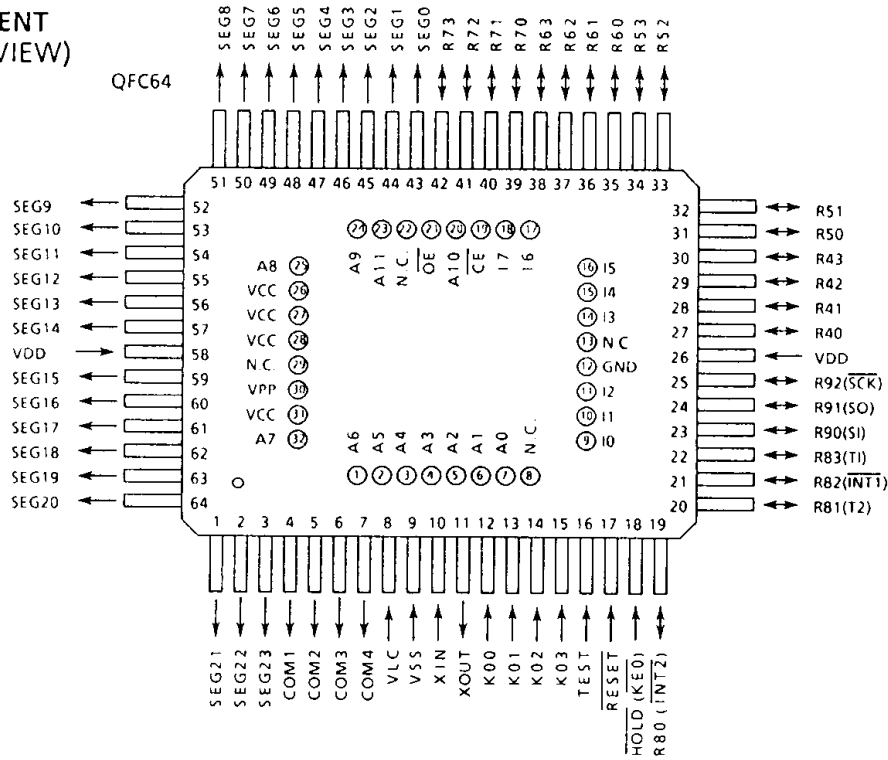 ENT
VIEW)
QFC64
SEG8 SEG7 SEG6 SEG5 SEG4 SEG3 SEG2 SEG1 SEG0 R73 R72 R71 R70 R63 R62 R61 R60 R53 R52
51 50 49 48 47 46 45 44 43 42 41 40 39 38 37 36 35 34 33
SEG9 52
SEG10 53
SEG11 54
SEG12 55
SEG13 56
SEG14 57
VDD 58
SEG15 59
SEG16 60
SEG17 61
SEG18 62
SEG19 63
SEG20 64
24 23 22 21 20 19 18 17
A9 A11 N.C. OE A10 CE I7 I6
A8 25
VCC 26
VCC 27
VCC 28
N.C. 29
VPP 30
VCC 31
A7 32
16 I5
15 I4
14 I3
13 N C
12 GND
11 I2
10 I1
9 I0
A6 A5 A4 A3 A2 A1 A0 N.C.
1 2 3 4 5 6 7 8
32 R51
31 R50
30 R43
29 R42
28 R41
27 R40
26 VDD
25 R92(SCK)
24 R91(SO)
23 R90(SI)
22 R83(TI)
21 R82(INT1)
20 R81(T2)
1 2 3 4 5 6 7 8 9 10 11 12 13 14 15 16 17 18 19
SEG21 SEG22 SEG23 COM1 COM2 COM3 COM4 VLC VSS XIN XOUT K00 K01 K02 K03 TEST RESET HOLD (KE0) R80 (INT2)